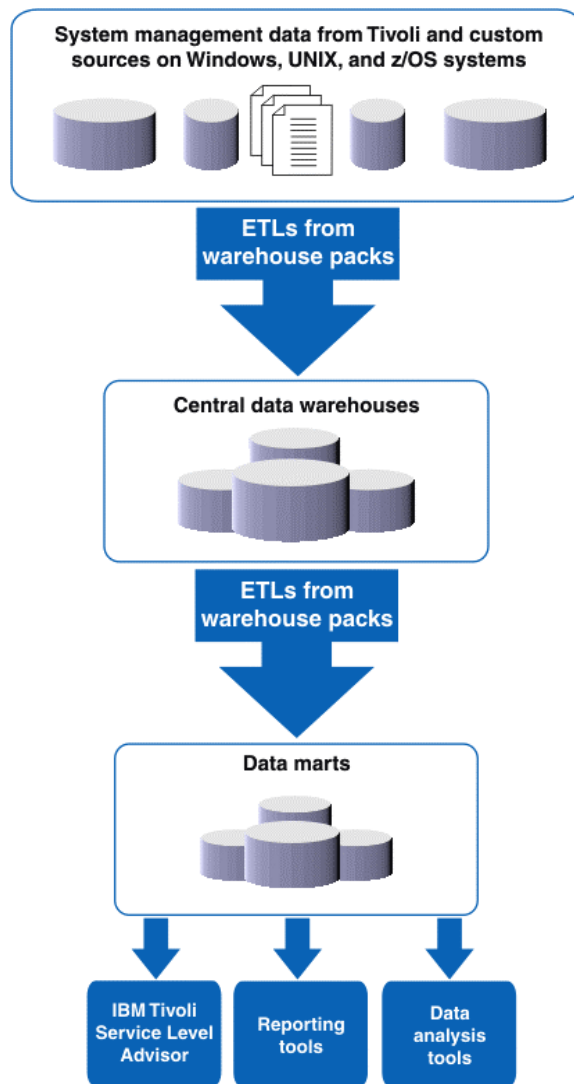 System management data from Tivoli and custom
sources on Windows, UNIX, and z/OS systems
ETLs from
warehouse packs
Central data warehouses
ETLs from
warehouse packs
Data marts
IBM Tivoli
Service Level
Advisor
Reporting
tools
Data
analysis
tools